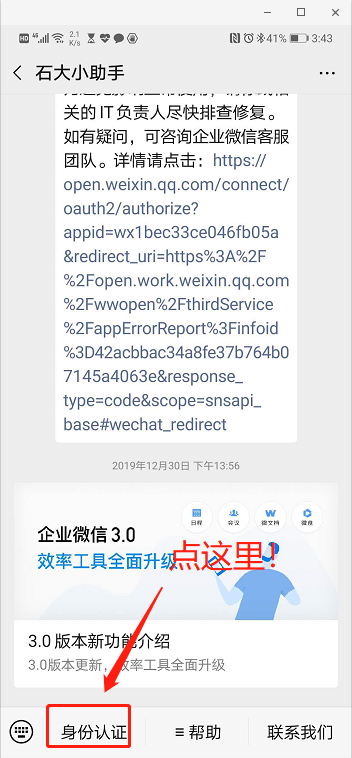 HD 4G 2.1 K/s 41% 3:43
石大小助手
关的 IT 负责人尽快排查修复。
如有疑问，可咨询企业微信客服
团队。详情请点击：https://
open.weixin.qq.com/connect/
oauth2/authorize?
appid=wx1bec33ce046fb05a
&redirect_uri=https%3A%2F
%2Fopen.work.weixin.qq.com
%2Fwwopen%2FthirdService
%2FappErrorReport%3Finfoid
%3D42acbbac34a8fe37b764b0
07145a4063e&response_
type=code&scope=snsapi_
base#wechat_redirect
2019年12月30日 下午13:56
日程 会议 微文档 微盘
企业微信 3.0
效率工具全面升级
点这里！
3.0 版本新功能介绍
3.0版本更新，效率工具全面升级
身份认证 ≡ 帮助 联系我们